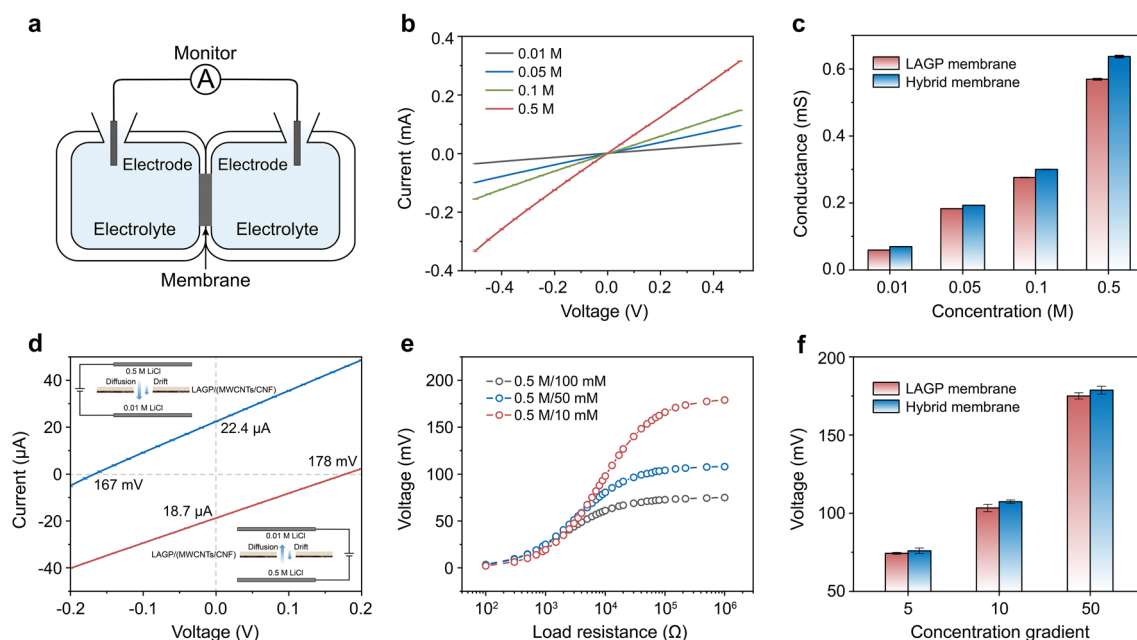 a
Monitor
A
Electrode
Electrode
Electrolyte
Electrolyte
Membrane
b
0.01 M
0.05 M
0.1 M
0.5 M
Current (mA)
0.4
0.2
0.0
-0.2
-0.4
-0.4 -0.2 0.0 0.2 0.4
Voltage (V)
c
LAGP membrane
Hybrid membrane
Conductance (mS)
0.6
0.4
0.2
0.0
0.01 0.05 0.1 0.5
Concentration (M)
d
0.5 M LiCl
Diffusion Drift
LAGP/(MWCNTs/CNF)
0.01 M LiCl
22.4 µA
167 mV
178 mV
18.7 µA
0.01 M LiCl
Diffusion Drift
LAGP/(MWCNTs/CNF)
0.5 M LiCl
Current (µA)
40
20
0
-20
-40
-0.2 -0.1 0.0 0.1 0.2
Voltage (V)
e
0.5 M/100 mM
0.5 M/50 mM
0.5 M/10 mM
Voltage (mV)
200
150
100
50
0
10² 10³ 10⁴ 10⁵ 10⁶
Load resistance (Ω)
f
LAGP membrane
Hybrid membrane
Voltage (mV)
200
150
100
50
5 10 50
Concentration gradient